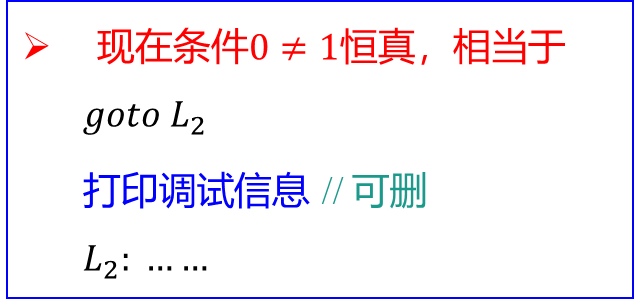 ➢ 现在条件0 ≠ 1恒真，相当于
goto L₂
打印调试信息 // 可删
L₂: ... ...